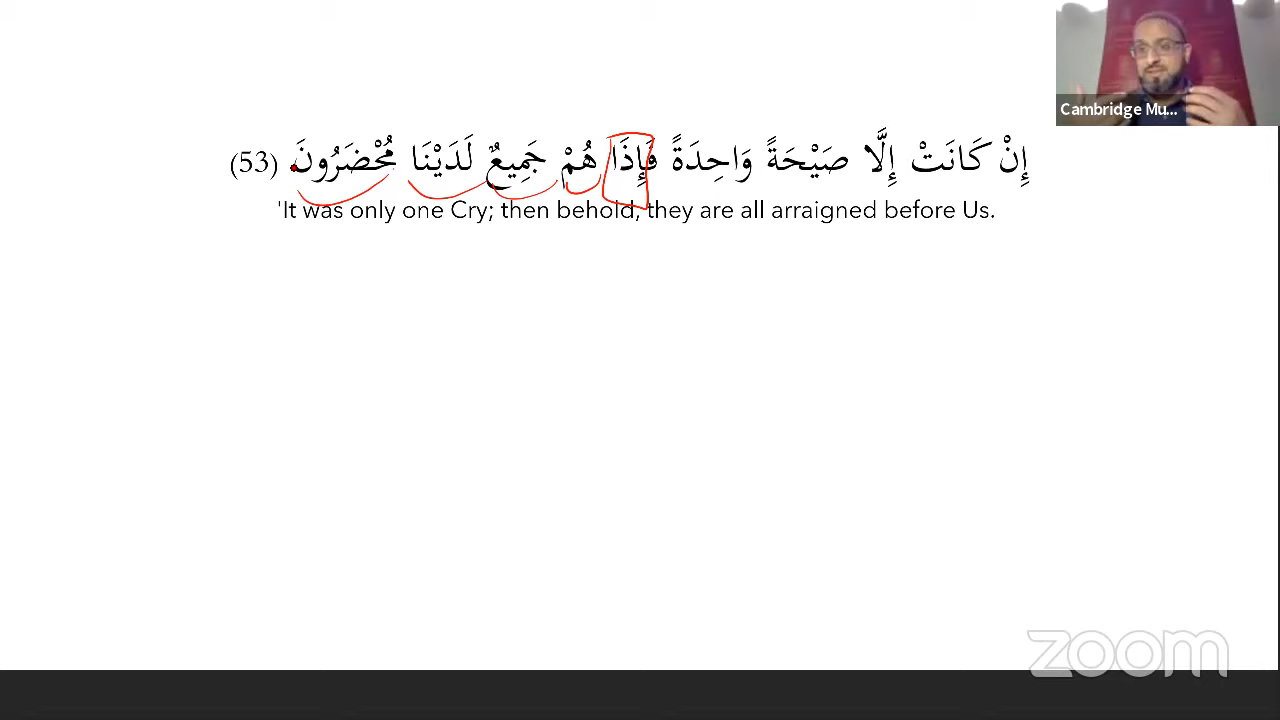 Cambridge Mu...
إِنْ كَانَتْ إِلَّا صَيْحَةً وَاحِدَةً فَإِذَا هُمْ جَمِيعٌ لَدَيْنَا مُحْضَرُونَ (53)
'It was only one Cry; then behold, they are all arraigned before Us.
zoom